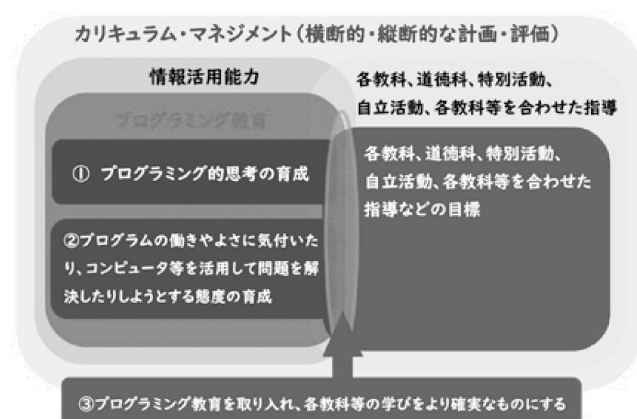 カリキュラム・マネジメント(横断的・縦断的な計画・評価)
情報活用能力
各教科、道徳科、特別活動、
自立活動、各教科等を合わせた指導
プログラミング教育
① プログラミング的思考の育成
②プログラムの働きやよさに気付いた
り、コンピュータ等を活用して問題を解
決したりしようとする態度の育成
各教科、道徳科、特別活動、
自立活動、各教科等を合わせた
指導などの目標
③プログラミング教育を取り入れ、各教科等の学びをより確実なものにする